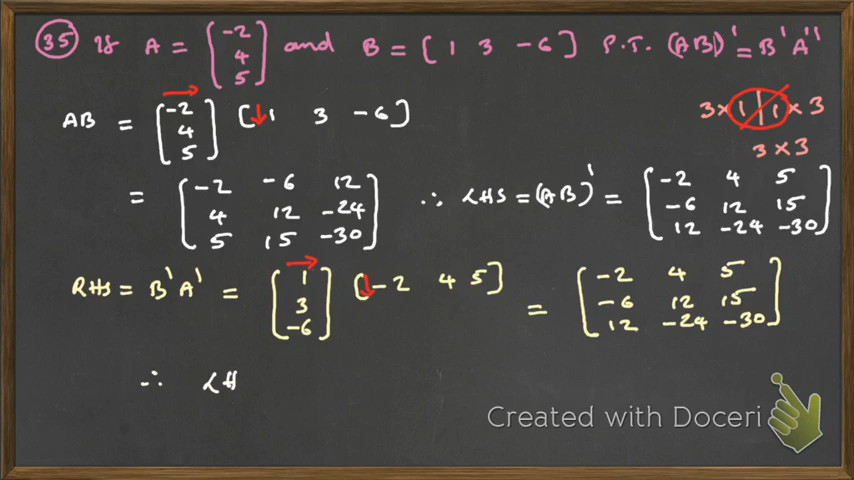 35 If A = [ -2 4 5 ] and B = [ 1 3 -6 ] P.T. (AB)' = B'A''
AB = [ -2 4 5 ] [ 1 3 -6 ]
3 × 1 | 1 × 3
3 × 3
= [ -2 -6 12
4 12 -24
5 15 -30 ]
∴ LHS = (AB)' = [ -2 4 5
-6 12 15
12 -24 -30 ]
RHS = B'A' = [ 1 3 -6 ] [ -2 4 5 ]
= [ -2 4 5
-6 12 15
12 -24 -30 ]
∴ LH
Created with Doceri